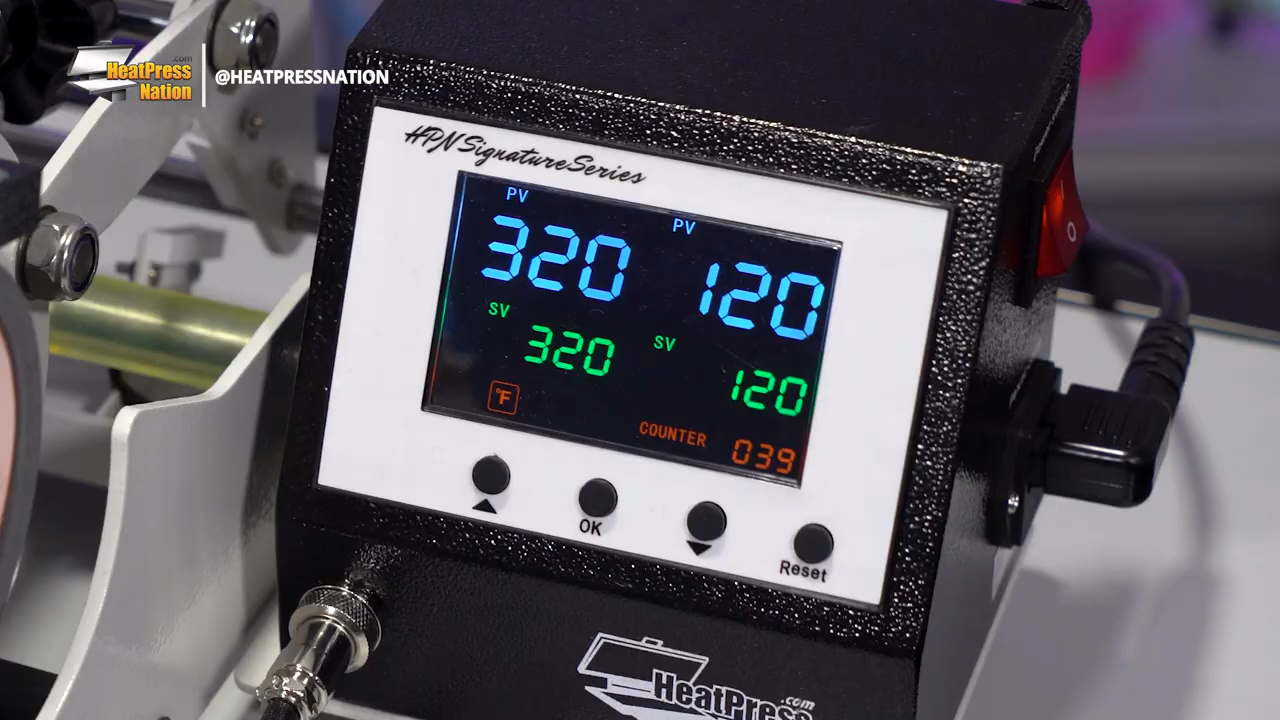 .com
HeatPress
Nation
@HEATPRESSNATION
HPN Signature Series
PV
PV
320
120
SV
SV
320
120
°F
COUNTER 039
OK
Reset
O
.com
HeatPress